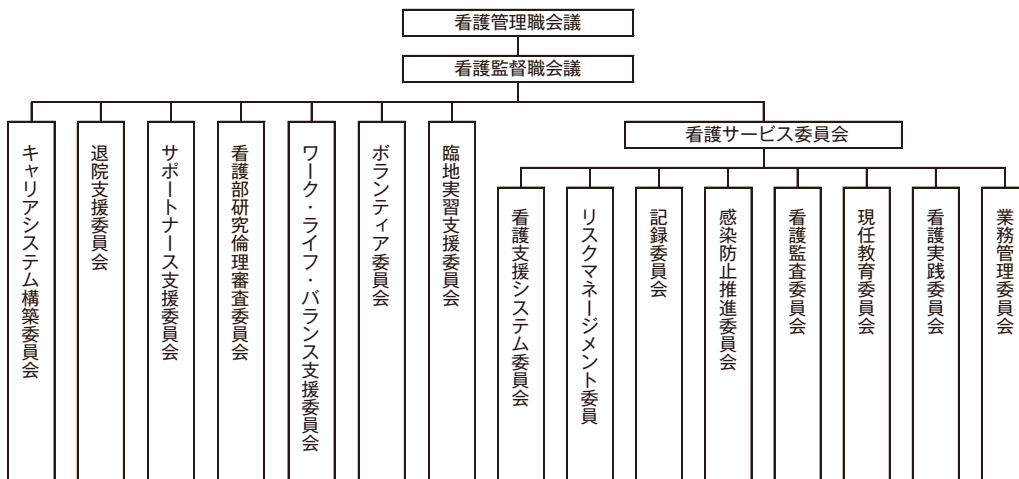 看護管理職会議
看護監督職会議
看護サービス委員会
キャリアシステム構築委員会
退院支援委員会
サポートナース支援委員会
看護部研究倫理審査委員会
ワーク・ライフ・バランス支援委員会
ボランティア委員会
臨地実習支援委員会
看護支援システム委員会
リスクマネージメント委員
記録委員会
感染防止推進委員会
看護監査委員会
現任教育委員会
看護実践委員会
業務管理委員会